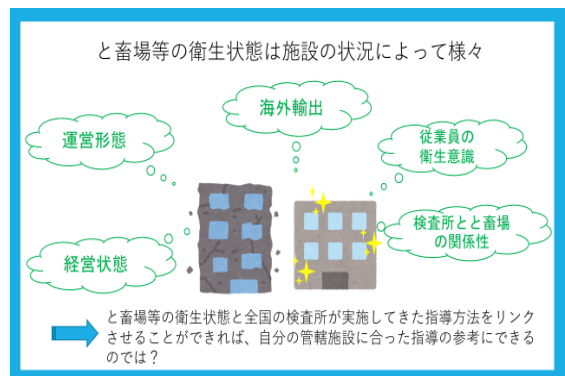 と畜場等の衛生状態は施設の状況によって様々
海外輸出
運営形態
従業員の
衛生意識
検査所とと畜場
の関係性
経営状態
と畜場等の衛生状態と全国の検査所が実施してきた指導方法をリンク
させることができれば、自分の管轄施設に合った指導の参考にできる
のでは？